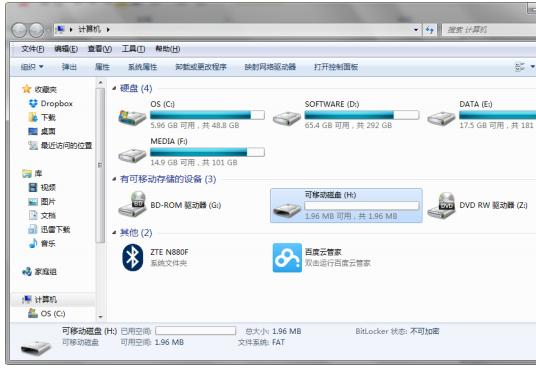 计算机
搜索 计算机
文件(F) 编辑(E) 查看(V) 工具(T) 帮助(H)
组织 弹出 属性 系统属性 卸载或更改程序 映射网络驱动器 打开控制面板
收藏夹
Dropbox
下载
桌面
最近访问的位置
库
视频
图片
文档
迅雷下载
音乐
家庭组
计算机
OS (C:)
硬盘 (4)
OS (C:)
5.96 GB 可用，共 48.8 GB
SOFTWARE (D:)
65.4 GB 可用，共 292 GB
DATA (E:)
17.5 GB 可用，共 181
MEDIA (F:)
14.9 GB 可用，共 101 GB
有可移动存储的设备 (3)
BD-ROM 驱动器 (G:)
可移动磁盘 (H:)
1.96 MB 可用，共 1.96 MB
DVD RW 驱动器 (Z:)
其他 (2)
ZTE N880F
系统文件夹
百度云管家
双击运行百度云管家
可移动磁盘 (H:) 已用空间: 总大小: 1.96 MB BitLocker 状态: 不可加密
可移动磁盘 可用空间: 1.96 MB 文件系统: FAT